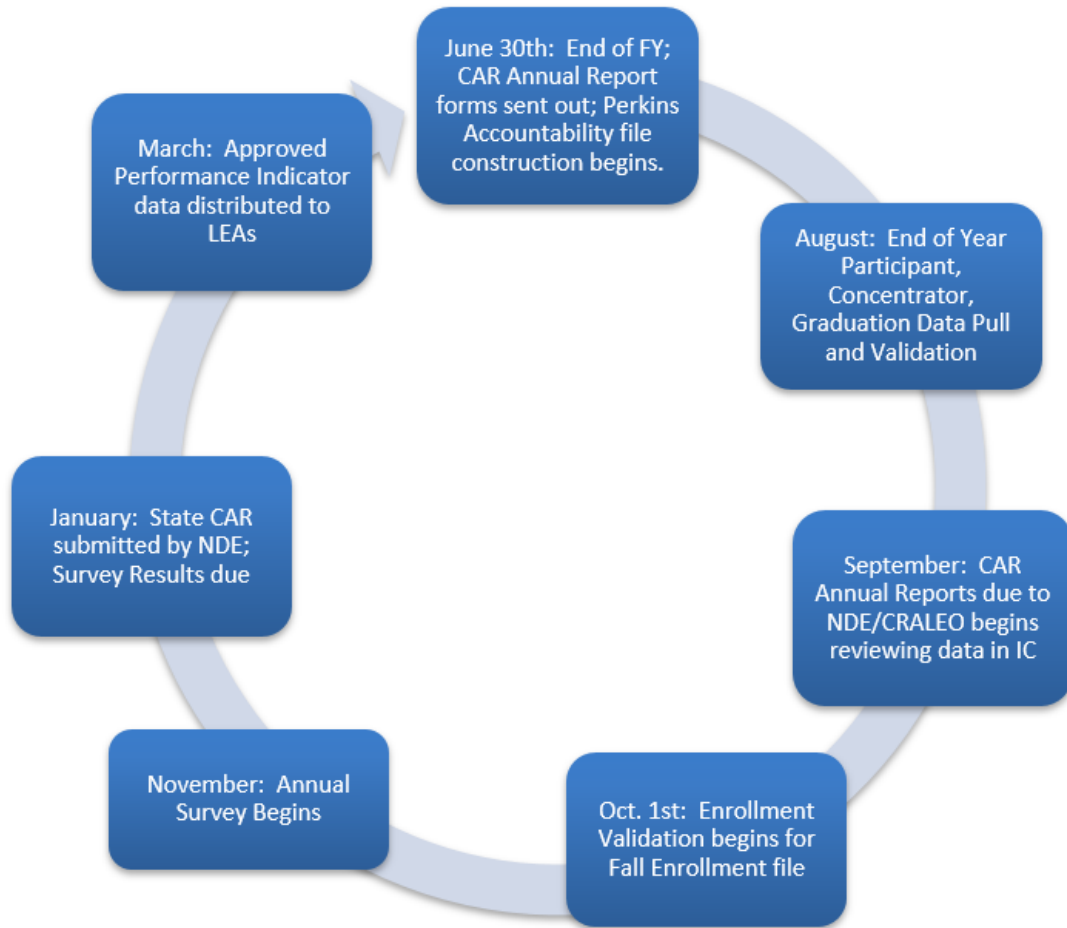 June 30th: End of FY;
CAR Annual Report
forms sent out; Perkins
Accountability file
construction begins.
August: End of Year
Participant,
Concentrator,
Graduation Data Pull
and Validation
September: CAR
Annual Reports due to
NDE/CRALEO begins
reviewing data in IC
Oct. 1st: Enrollment
Validation begins for
Fall Enrollment file
November: Annual
Survey Begins
January: State CAR
submitted by NDE;
Survey Results due
March: Approved
Performance Indicator
data distributed to
LEAs